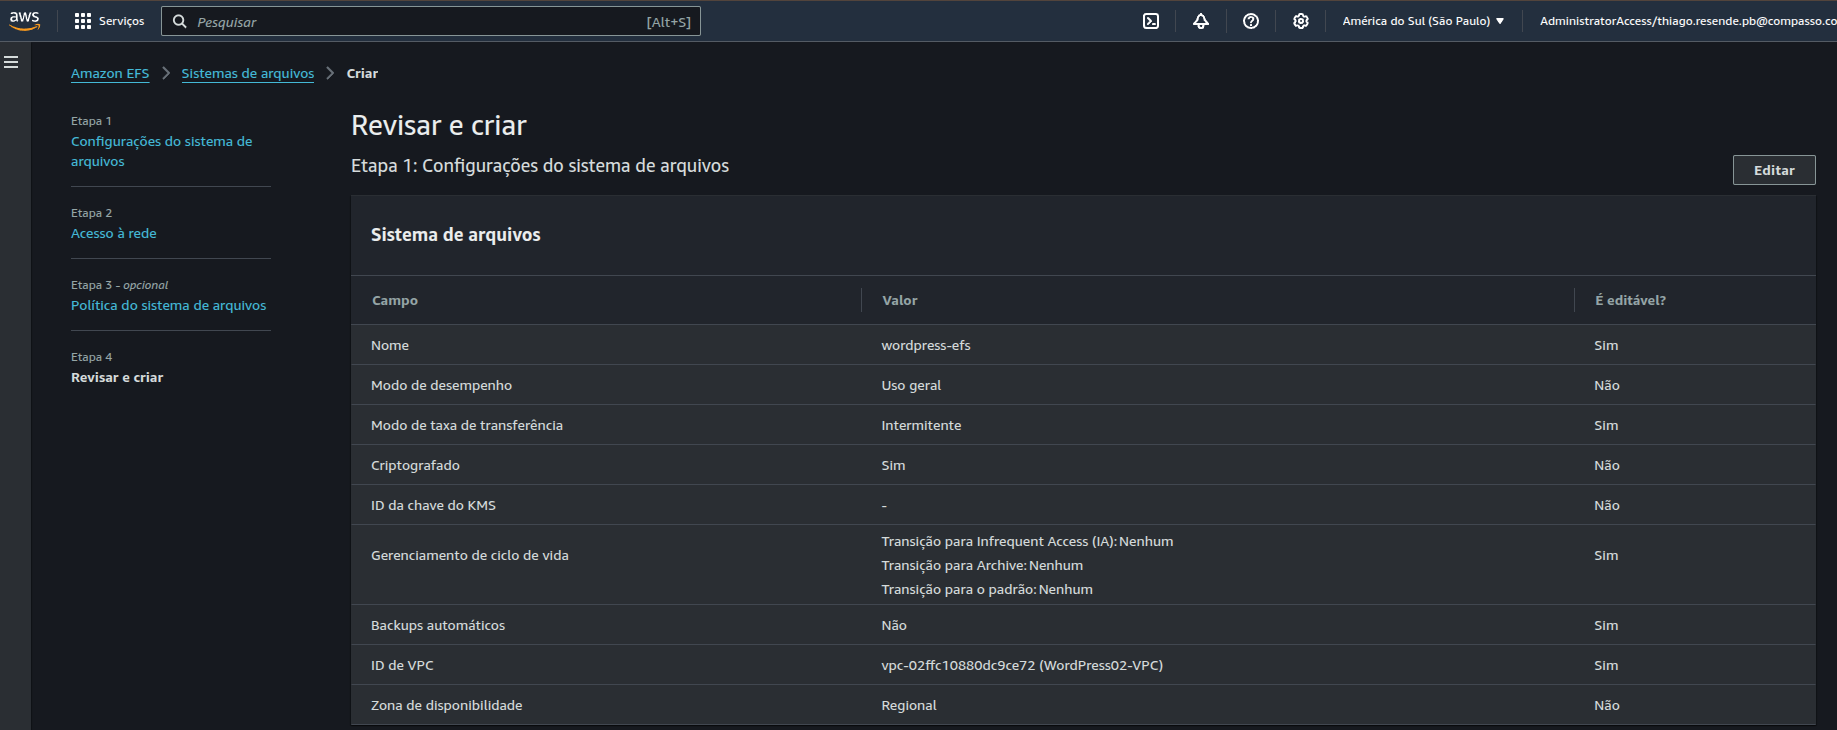 aws Serviços Pesquisar [Alt+S] América do Sul (São Paulo) AdministratorAccess/thiago.resende.pb@compasso.co
Amazon EFS Sistemas de arquivos Criar
Etapa 1
Configurações do sistema de
arquivos
Etapa 2
Acesso à rede
Etapa 3 - opcional
Política do sistema de arquivos
Etapa 4
Revisar e criar
Revisar e criar
Etapa 1: Configurações do sistema de arquivos
Editar
Sistema de arquivos
Campo Valor É editável?
Nome wordpress-efs Sim
Modo de desempenho Uso geral Não
Modo de taxa de transferência Intermitente Sim
Criptografado Sim Não
ID da chave do KMS - Não
Gerenciamento de ciclo de vida Transição para Infrequent Access (IA): Nenhum
Transição para Archive: Nenhum
Transição para o padrão: Nenhum
Sim
Backups automáticos Não Sim
ID de VPC vpc-02ffc10880dc9ce72 (WordPress02-VPC) Sim
Zona de disponibilidade Regional Não